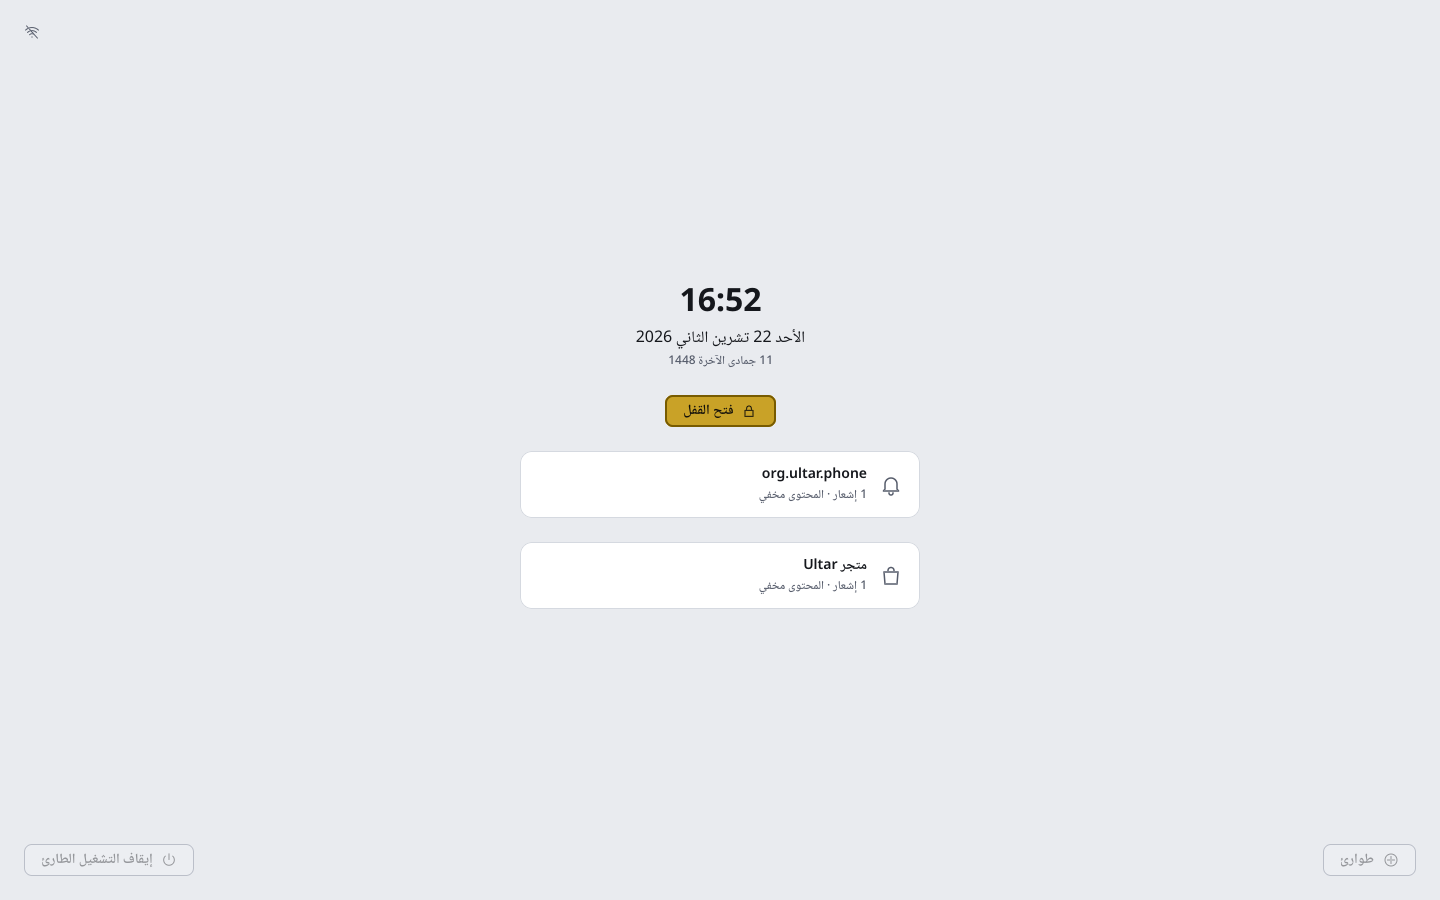 16:52
الأحد 22 تشرين الثاني 2026
11 جمادى الآخرة 1448
فتح القفل
org.ultar.phone
1 إشعار · المحتوى مخفي
متجر Ultar
1 إشعار · المحتوى مخفي
طوارئ
إيقاف التشغيل الطارئ